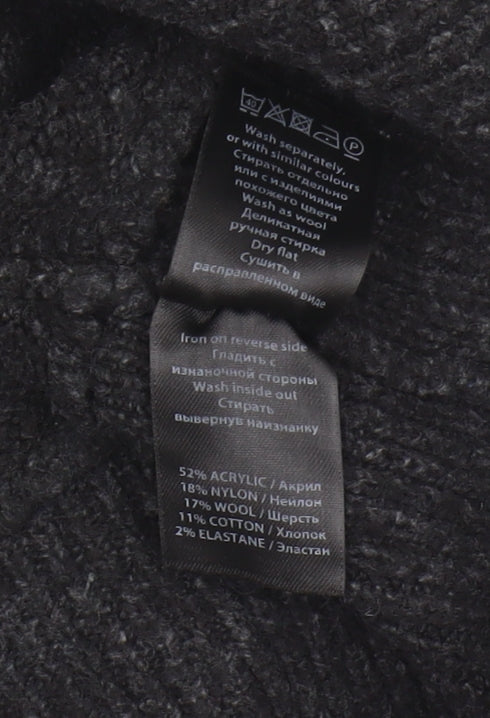 40 P
Wash separately.
or with similar colours
Стирать отдельно
или с изделиями
похожего цвета
Wash as wool
Деликатная
ручная стирка
Dry flat
Сушить в
расправленном виде
Iron on reverse side
Гладить с
изнаночной стороны
Wash inside out
Стирать
вывернув наизнанку
52% ACRYLIC / Акрил
18% NYLON / Нейлон
17% WOOL / Шерсть
11% COTTON / Хлопок
2% ELASTANE / Эластан